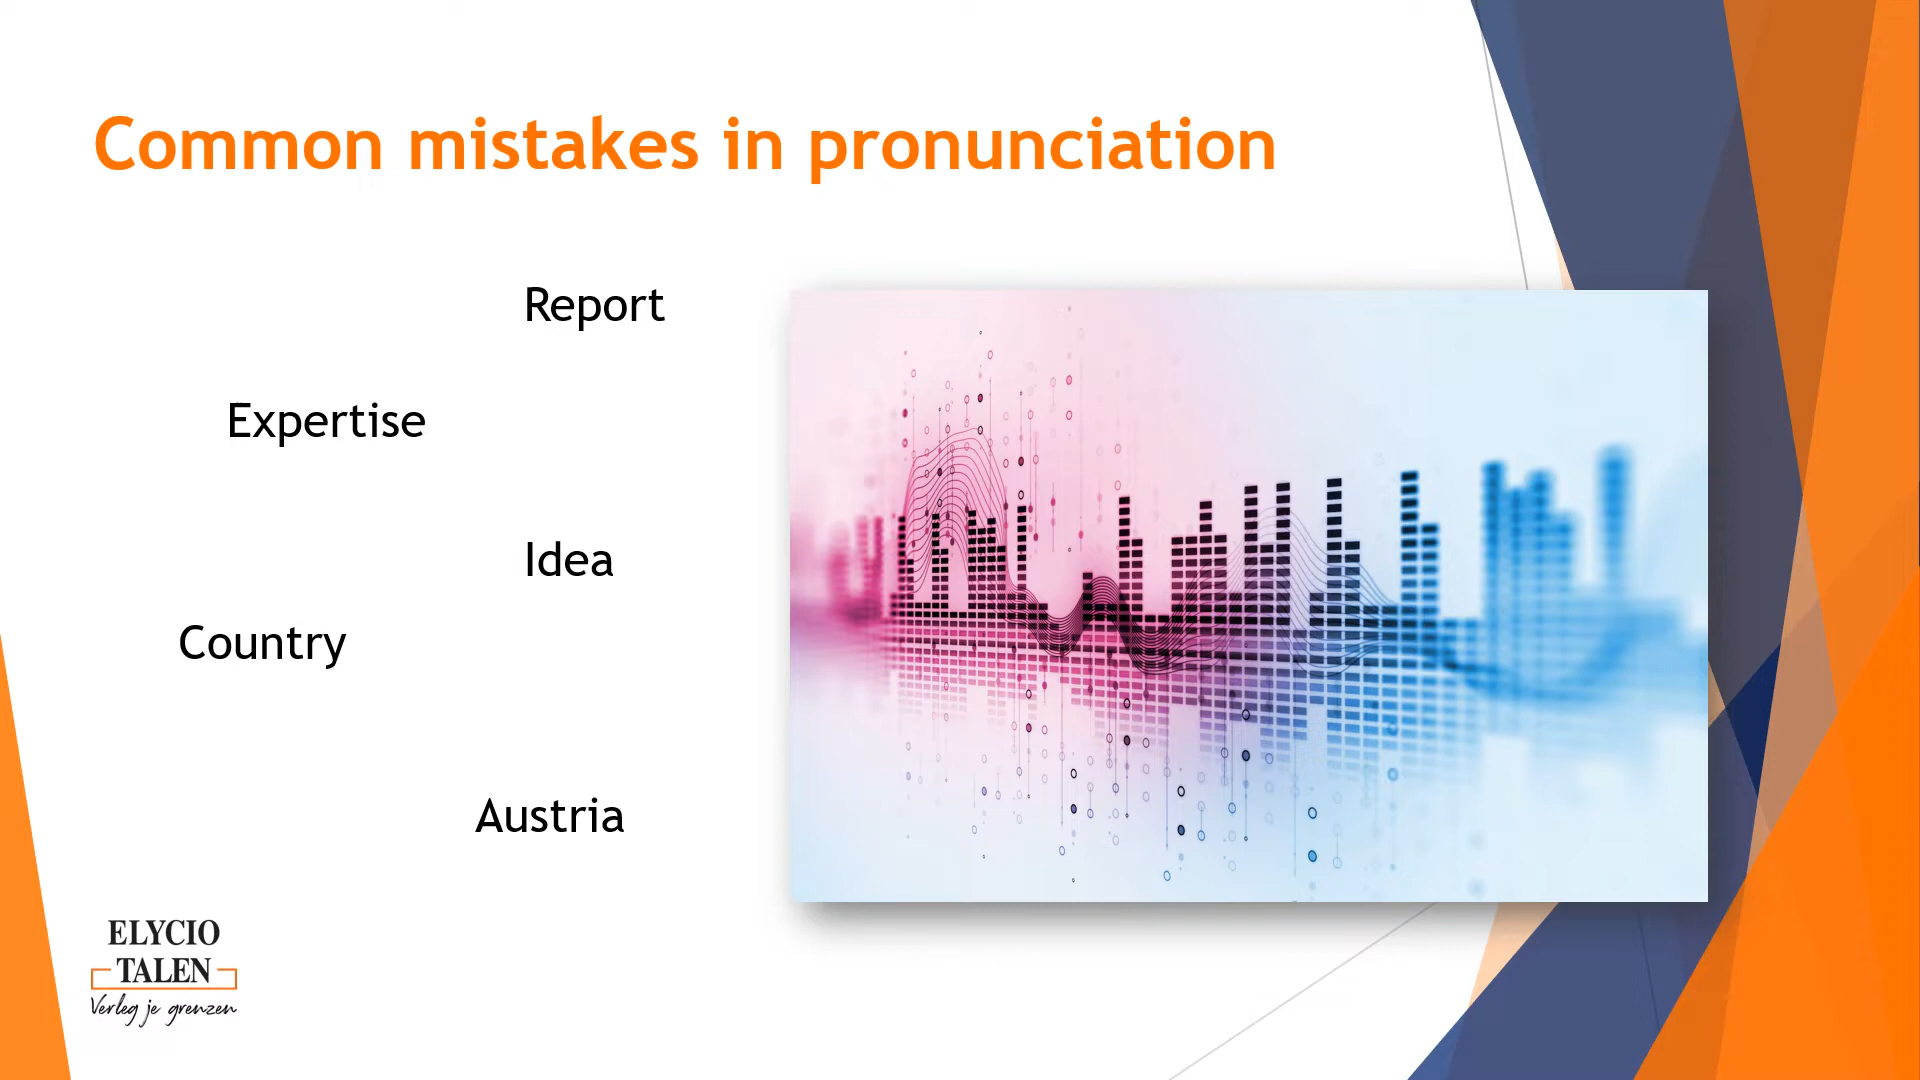 Common mistakes in pronunciation
Report
Expertise
Idea
Country
Austria
ELYCIO
TALEN
Verleg je grenzen